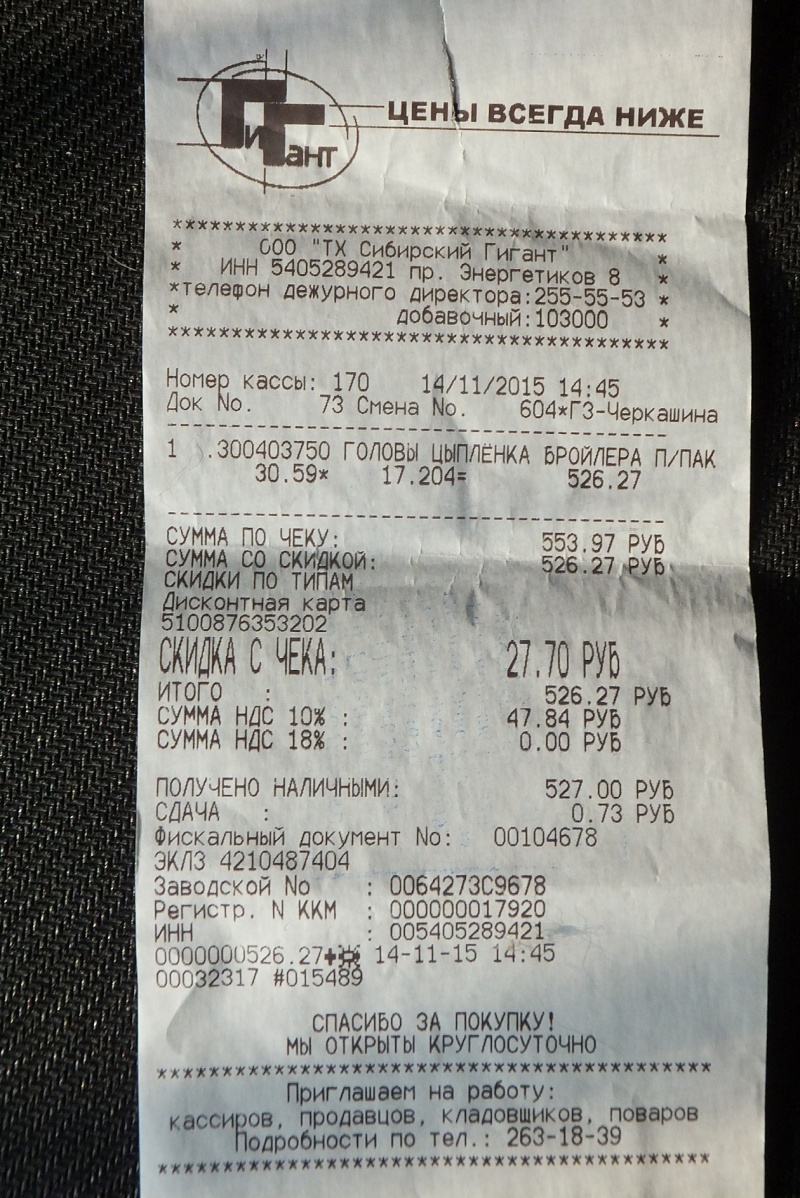 ГиГант
ЦЕНЫ ВСЕГДА НИЖЕ
***************************************
* ООО "ТХ Сибирский Гигант" *
* ИНН 5405289421 пр. Энергетиков 8 *
*телефон дежурного директора:255-55-53 *
* добавочный:103000 *
***************************************
Номер кассы: 170 14/11/2015 14:45
Док No. 73 Смена No. 604*ГЗ-Черкашина
---------------------------------------
1 .300403750 ГОЛОВЫ ЦЫПЛЁНКА БРОЙЛЕРА П/ПАК
30.59* 17.204= 526.27
---------------------------------------
СУММА ПО ЧЕКУ: 553.97 РУБ
СУММА СО СКИДКОЙ: 526.27 РУБ
СКИДКИ ПО ТИПАМ
Дисконтная карта
5100876353202
СКИДКА С ЧЕКА: 27.70 РУБ
ИТОГО : 526.27 РУБ
СУММА НДС 10% : 47.84 РУБ
СУММА НДС 18% : 0.00 РУБ
ПОЛУЧЕНО НАЛИЧНЫМИ: 527.00 РУБ
СДАЧА : 0.73 РУБ
Фискальный документ No: 00104678
ЭКЛЗ 4210487404
Заводской No : 0064273C9678
Регистр. N ККМ : 000000017920
ИНН : 005405289421
0000000526.27 14-11-15 14:45
00032317 #015489
СПАСИБО ЗА ПОКУПКУ!
МЫ ОТКРЫТЫ КРУГЛОСУТОЧНО
*******************************************
Приглашаем на работу:
кассиров, продавцов, кладовщиков, поваров
Подробности по тел.: 263-18-39
*******************************************